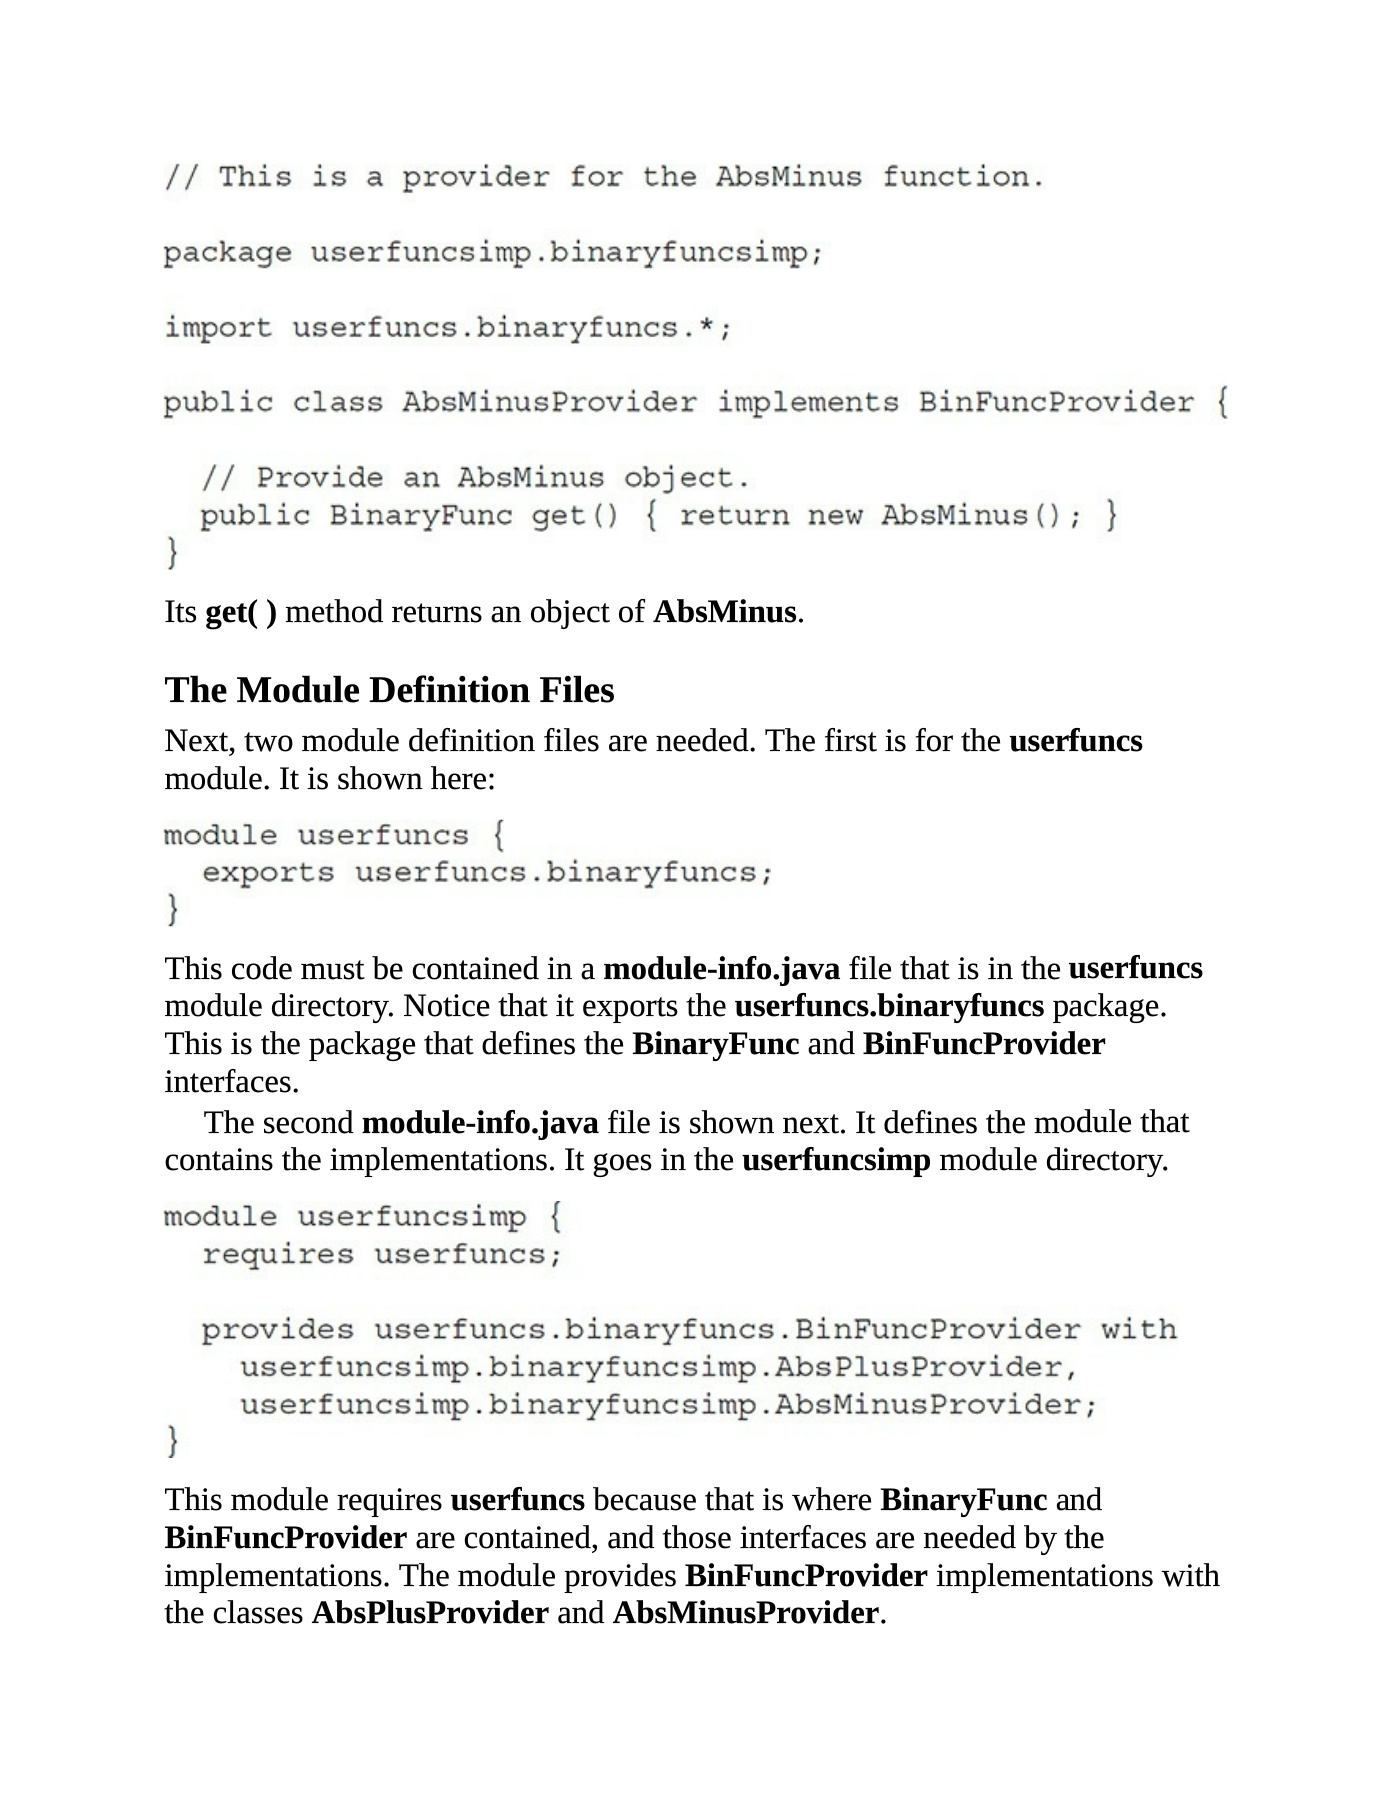 // This is a provider for the AbsMinus function.
package userfuncsimp.binaryfuncsimp;
import userfuncs.binaryfuncs.*;
public class AbsMinusProvider implements BinFuncProvider {
// Provide an AbsMinus object.
public BinaryFunc get() { return new AbsMinus(); }
}
Its get( ) method returns an object of AbsMinus.
The Module Definition Files
Next, two module definition files are needed. The first is for the userfuncs
module. It is shown here:
module userfuncs {
exports userfuncs.binaryfuncs;
}
This code must be contained in a module-info.java file that is in the userfuncs
module directory. Notice that it exports the userfuncs.binaryfuncs package.
This is the package that defines the BinaryFunc and BinFuncProvider
interfaces.
The second module-info.java file is shown next. It defines the module that
contains the implementations. It goes in the userfuncsimp module directory.
module userfuncsimp {
requires userfuncs;
provides userfuncs.binaryfuncs.BinFuncProvider with
userfuncsimp.binaryfuncsimp.AbsPlusProvider,
userfuncsimp.binaryfuncsimp.AbsMinusProvider;
}
This module requires userfuncs because that is where BinaryFunc and
BinFuncProvider are contained, and those interfaces are needed by the
implementations. The module provides BinFuncProvider implementations with
the classes AbsPlusProvider and AbsMinusProvider.